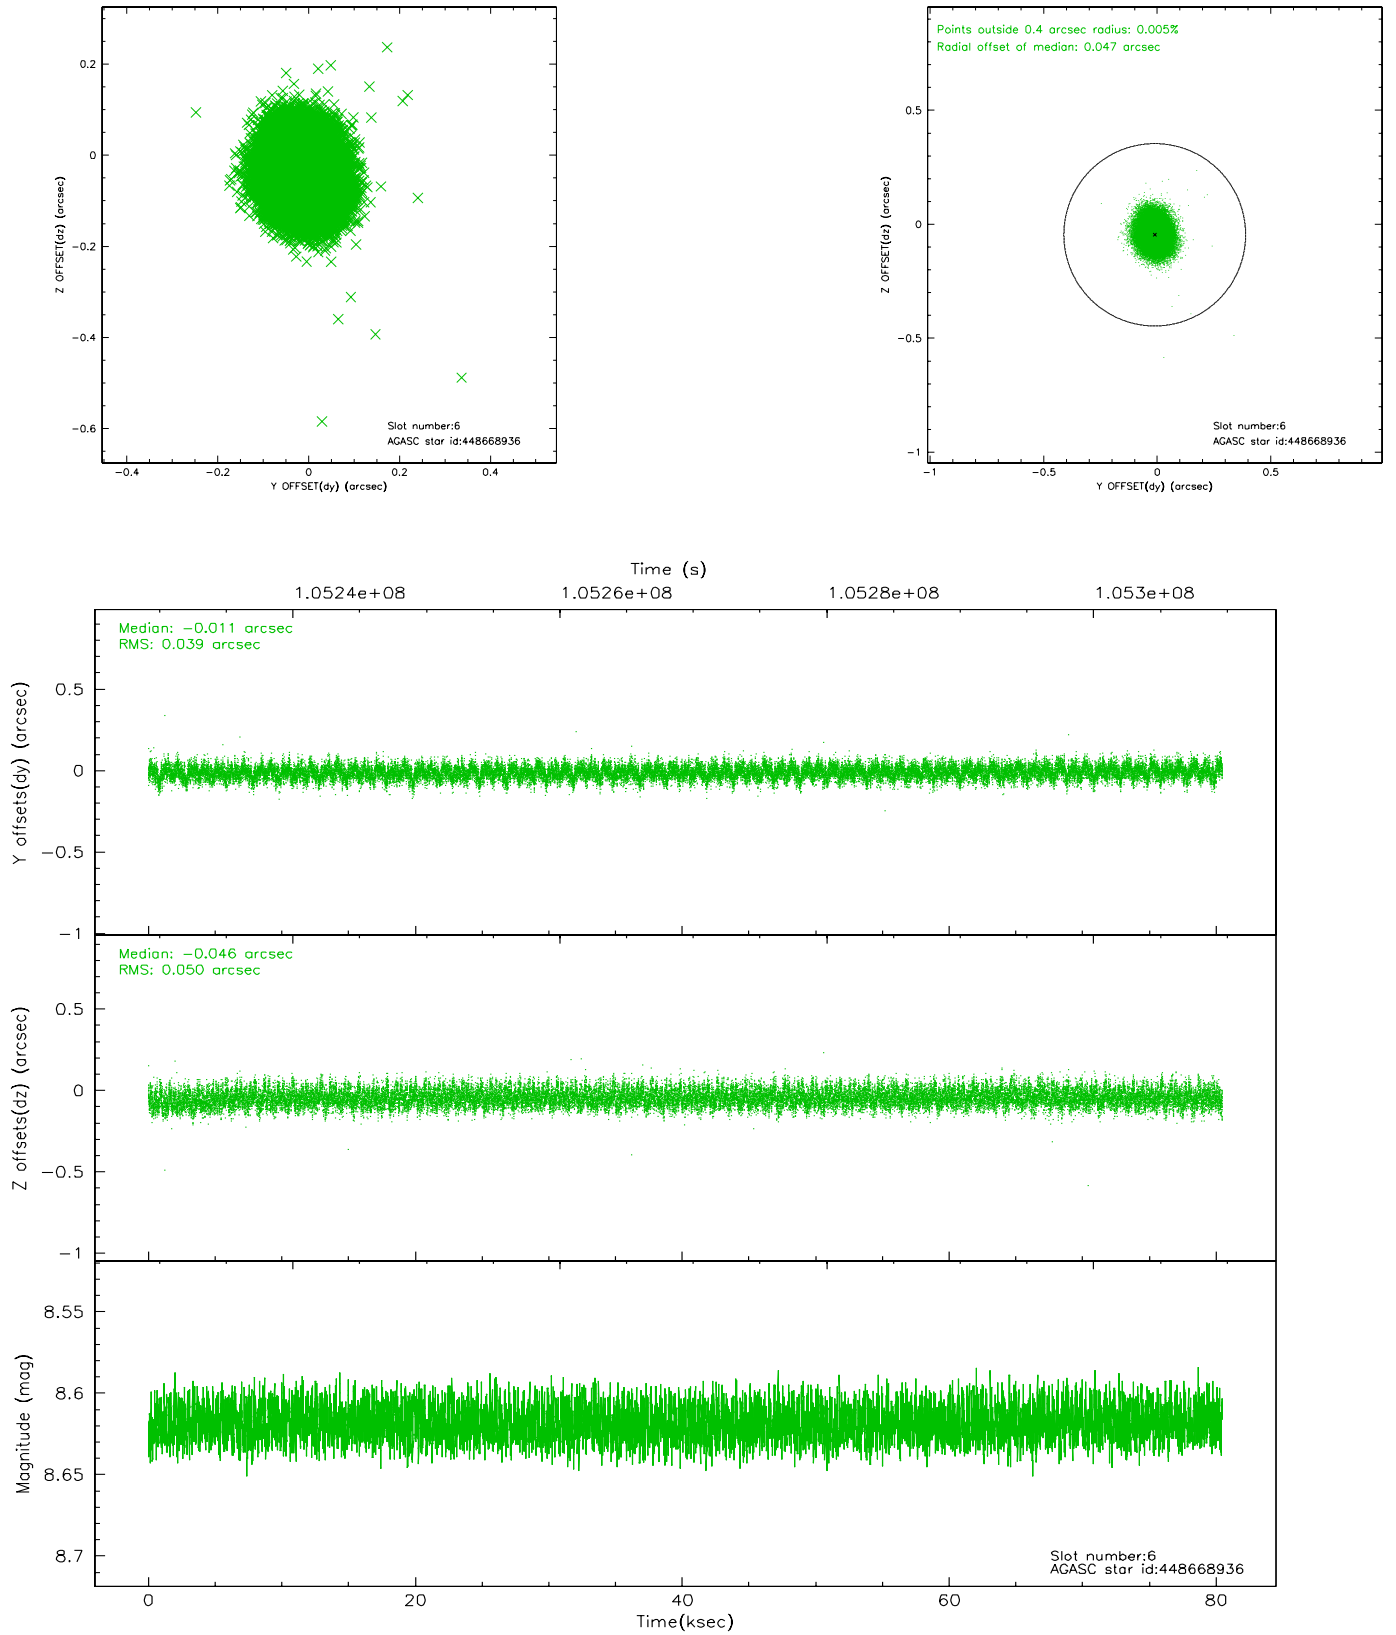 0.2
0
−0.2
−0.4
−0.6
Z OFFSET(dz) (arcsec)
−0.4
−0.2
0
0.2
0.4
Y OFFSET(dy) (arcsec)
Slot number:6
AGASC star id:448668936
Points outside 0.4 arcsec radius: 0.005%
Radial offset of median: 0.047 arcsec
0.5
0
−0.5
−1
Z OFFSET(dz) (arcsec)
−1
−0.5
0
0.5
Y OFFSET(dy) (arcsec)
Slot number:6
AGASC star id:448668936
Time (s)
1.0524e+08
1.0526e+08
1.0528e+08
1.053e+08
Median: −0.011 arcsec
RMS: 0.039 arcsec
0.5
0
−0.5
−1
Y offsets(dy) (arcsec)
Median: −0.046 arcsec
RMS: 0.050 arcsec
0.5
0
−0.5
−1
Z offsets(dz) (arcsec)
8.55
8.6
8.65
8.7
Magnitude (mag)
Slot number:6
AGASC star id:448668936
0
20
40
60
80
Time(ksec)